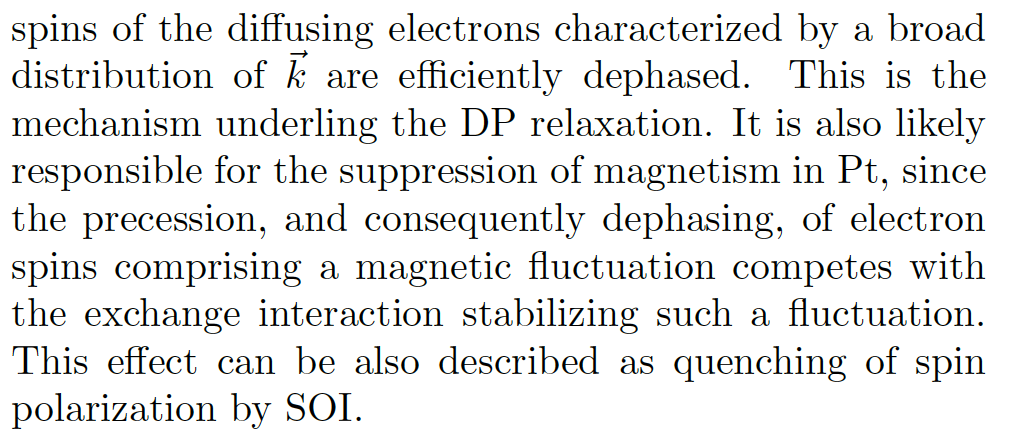 spins of the diffusing electrons characterized by a broad
distribution of $\vec{k}$ are efficiently dephased. This is the
mechanism underling the DP relaxation. It is also likely
responsible for the suppression of magnetism in Pt, since
the precession, and consequently dephasing, of electron
spins comprising a magnetic fluctuation competes with
the exchange interaction stabilizing such a fluctuation.
This effect can be also described as quenching of spin
polarization by SOI.